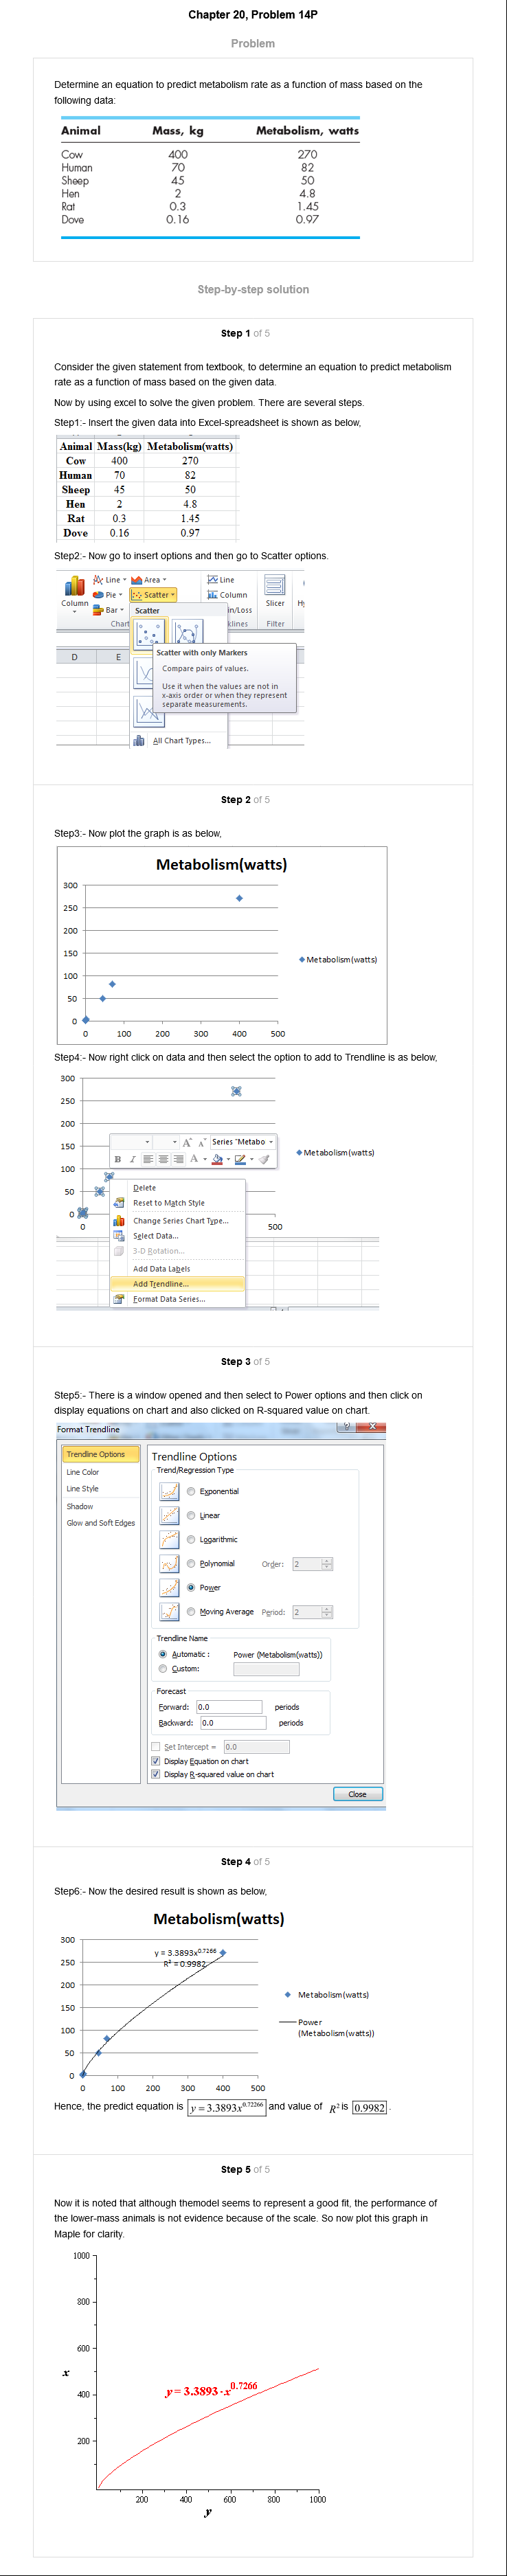 Chapter 20, Problem 14P
Problem
Determine an equation to predict metabolism rate as a function of mass based on the
following data:
Animal Mass, kg Metabolism, watts
Cow 400 270
Human 70 82
Sheep 45 50
Hen 2 4.8
Rat 0.3 1.45
Dove 0.16 0.97
Step-by-step solution
Step 1 of 5
Consider the given statement from textbook, to determine an equation to predict metabolism
rate as a function of mass based on the given data.
Now by using excel to solve the given problem. There are several steps.
Step1:- Insert the given data into Excel-spreadsheet is shown as below,
Animal Mass(kg) Metabolism(watts)
Cow 400 270
Human 70 82
Sheep 45 50
Hen 2 4.8
Rat 0.3 1.45
Dove 0.16 0.97
Step2:- Now go to insert options and then go to Scatter options.
Line Area Line
Column Pie Scatter Column Slicer
Bar Scatter in/Loss
Chart klines Filter
D E
Scatter with only Markers
Compare pairs of values.
Use it when the values are not in
x-axis order or when they represent
separate measurements.
All Chart Types...
Step 2 of 5
Step3:- Now plot the graph is as below,
Metabolism(watts)
300
250
200
150
100
50
0
0 100 200 300 400 500
Metabolism(watts)
Step4:- Now right click on data and then select the option to add to Trendline is as below,
300
250
200
150
100
50
0
0 500
A A Series "Metabo
B I A
Metabolism(watts)
Delete
Reset to Match Style
Change Series Chart Type...
Select Data...
3-D Rotation...
Add Data Labels
Add Trendline...
Format Data Series...
Step 3 of 5
Step5:- There is a window opened and then select to Power options and then click on
display equations on chart and also clicked on R-squared value on chart.
Format Trendline
Trendline Options
Line Color
Line Style
Shadow
Glow and Soft Edges
Trendline Options
Trend/Regression Type
Exponential
Linear
Logarithmic
Polynomial Order: 2
Power
Moving Average Period: 2
Trendline Name
Automatic : Power (Metabolism(watts))
Custom:
Forecast
Forward: 0.0 periods
Backward: 0.0 periods
Set Intercept = 0.0
Display Equation on chart
Display R-squared value on chart
Close
Step 4 of 5
Step6:- Now the desired result is shown as below,
Metabolism(watts)
300
250
200
150
100
50
0
0 100 200 300 400 500
y = 3.3893x^0.7266
R² = 0.9982
Metabolism(watts)
Power
(Metabolism(watts))
Hence, the predict equation is y = 3.3893x^0.72266 and value of R² is 0.9982.
Step 5 of 5
Now it is noted that although themodel seems to represent a good fit, the performance of
the lower-mass animals is not evidence because of the scale. So now plot this graph in
Maple for clarity.
1000
800
600
x
400
200
y = 3.3893·x^0.7266
200 400 600 800 1000
y